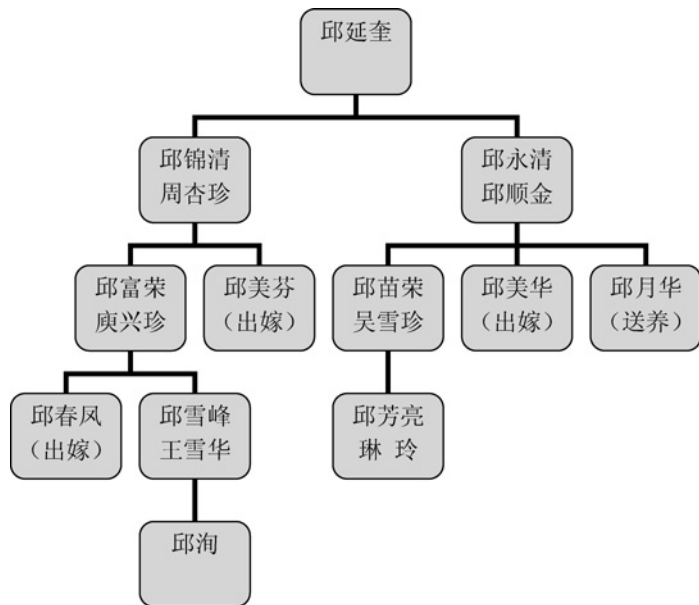 邱延奎
邱锦清
周杏珍
邱永清
邱顺金
邱富荣
庾兴珍
邱美芬
（出嫁）
邱苗荣
吴雪珍
邱美华
（出嫁）
邱月华
（送养）
邱春凤
（出嫁）
邱雪峰
王雪华
邱芳亮
琳 玲
邱洵